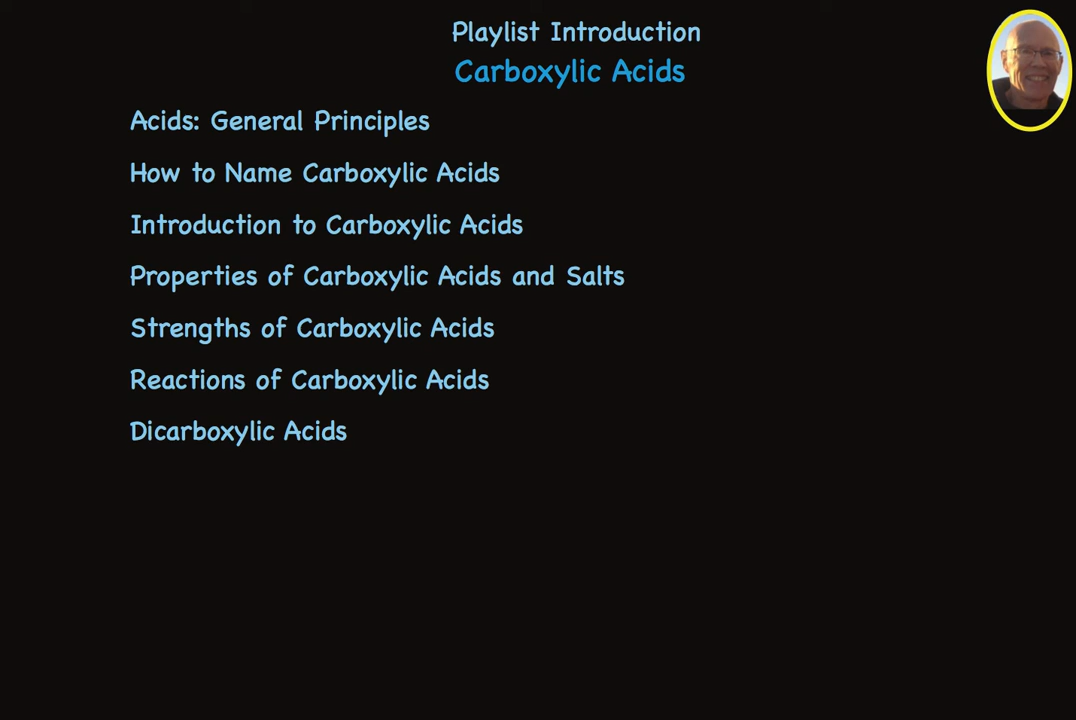 Playlist Introduction
Carboxylic Acids
Acids: General Principles
How to Name Carboxylic Acids
Introduction to Carboxylic Acids
Properties of Carboxylic Acids and Salts
Strengths of Carboxylic Acids
Reactions of Carboxylic Acids
Dicarboxylic Acids